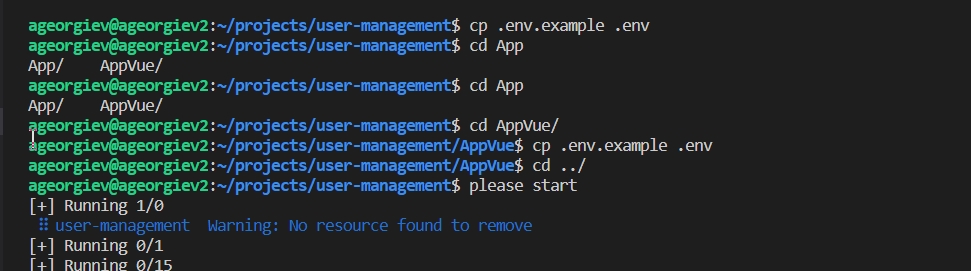 ageorgiev@ageorgiev2:~/projects/user-management$ cp .env.example .env
ageorgiev@ageorgiev2:~/projects/user-management$ cd App
App/    AppVue/
ageorgiev@ageorgiev2:~/projects/user-management$ cd App
App/    AppVue/
ageorgiev@ageorgiev2:~/projects/user-management$ cd AppVue/
ageorgiev@ageorgiev2:~/projects/user-management/AppVue$ cp .env.example .env
ageorgiev@ageorgiev2:~/projects/user-management/AppVue$ cd ../
ageorgiev@ageorgiev2:~/projects/user-management$ please start
[+] Running 1/0
⠿ user-management  Warning: No resource found to remove
[+] Running 0/1
[+] Running 0/15